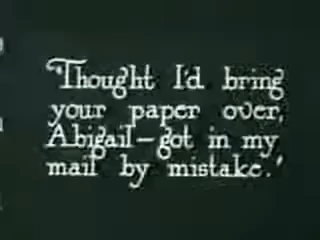 "Thought I'd bring
your paper over,
Abigail—got in my
mail by mistake."